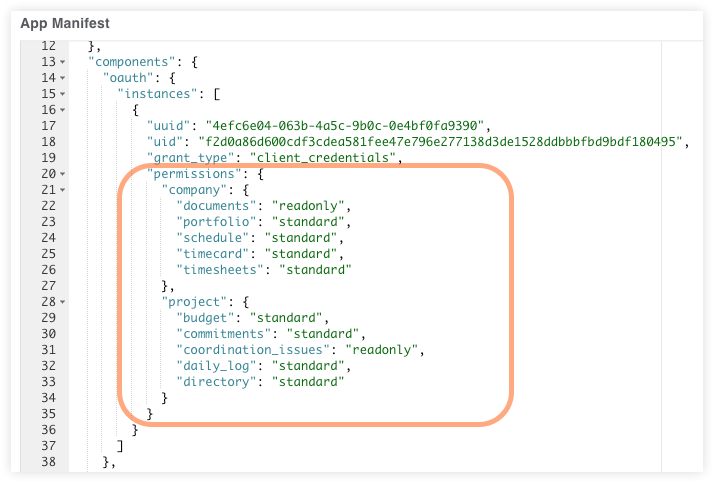 App Manifest
12 },
13 "components": {
14 "oauth": {
15 "instances": [
16 {
17 "uuid": "4efc6e04-063b-4a5c-9b0c-0e4bf0fa9390",
18 "uid": "f2d0a86d600cdf3cdea581fee47e796e277138d3de1528ddbbbfbd9bdf180495",
19 "grant_type": "client_credentials",
20 "permissions": {
21 "company": {
22 "documents": "readonly",
23 "portfolio": "standard",
24 "schedule": "standard",
25 "timecard": "standard",
26 "timesheets": "standard"
27 },
28 "project": {
29 "budget": "standard",
30 "commitments": "standard",
31 "coordination_issues": "readonly",
32 "daily_log": "standard",
33 "directory": "standard"
34 }
35 }
36 }
37 ]
38 },